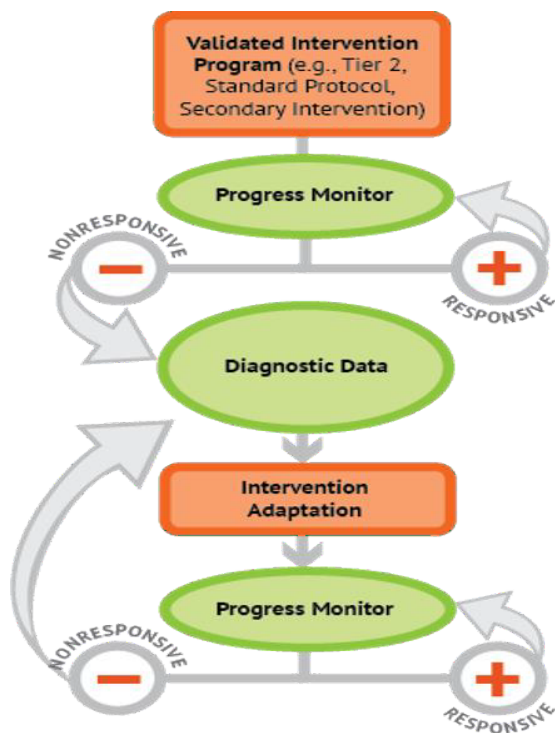 Validated Intervention
Program (e.g., Tier 2,
Standard Protocol,
Secondary Intervention)
Progress Monitor
NONRESPONSIVE
−
+
RESPONSIVE
Diagnostic Data
Intervention
Adaptation
Progress Monitor
NONRESPONSIVE
−
+
RESPONSIVE